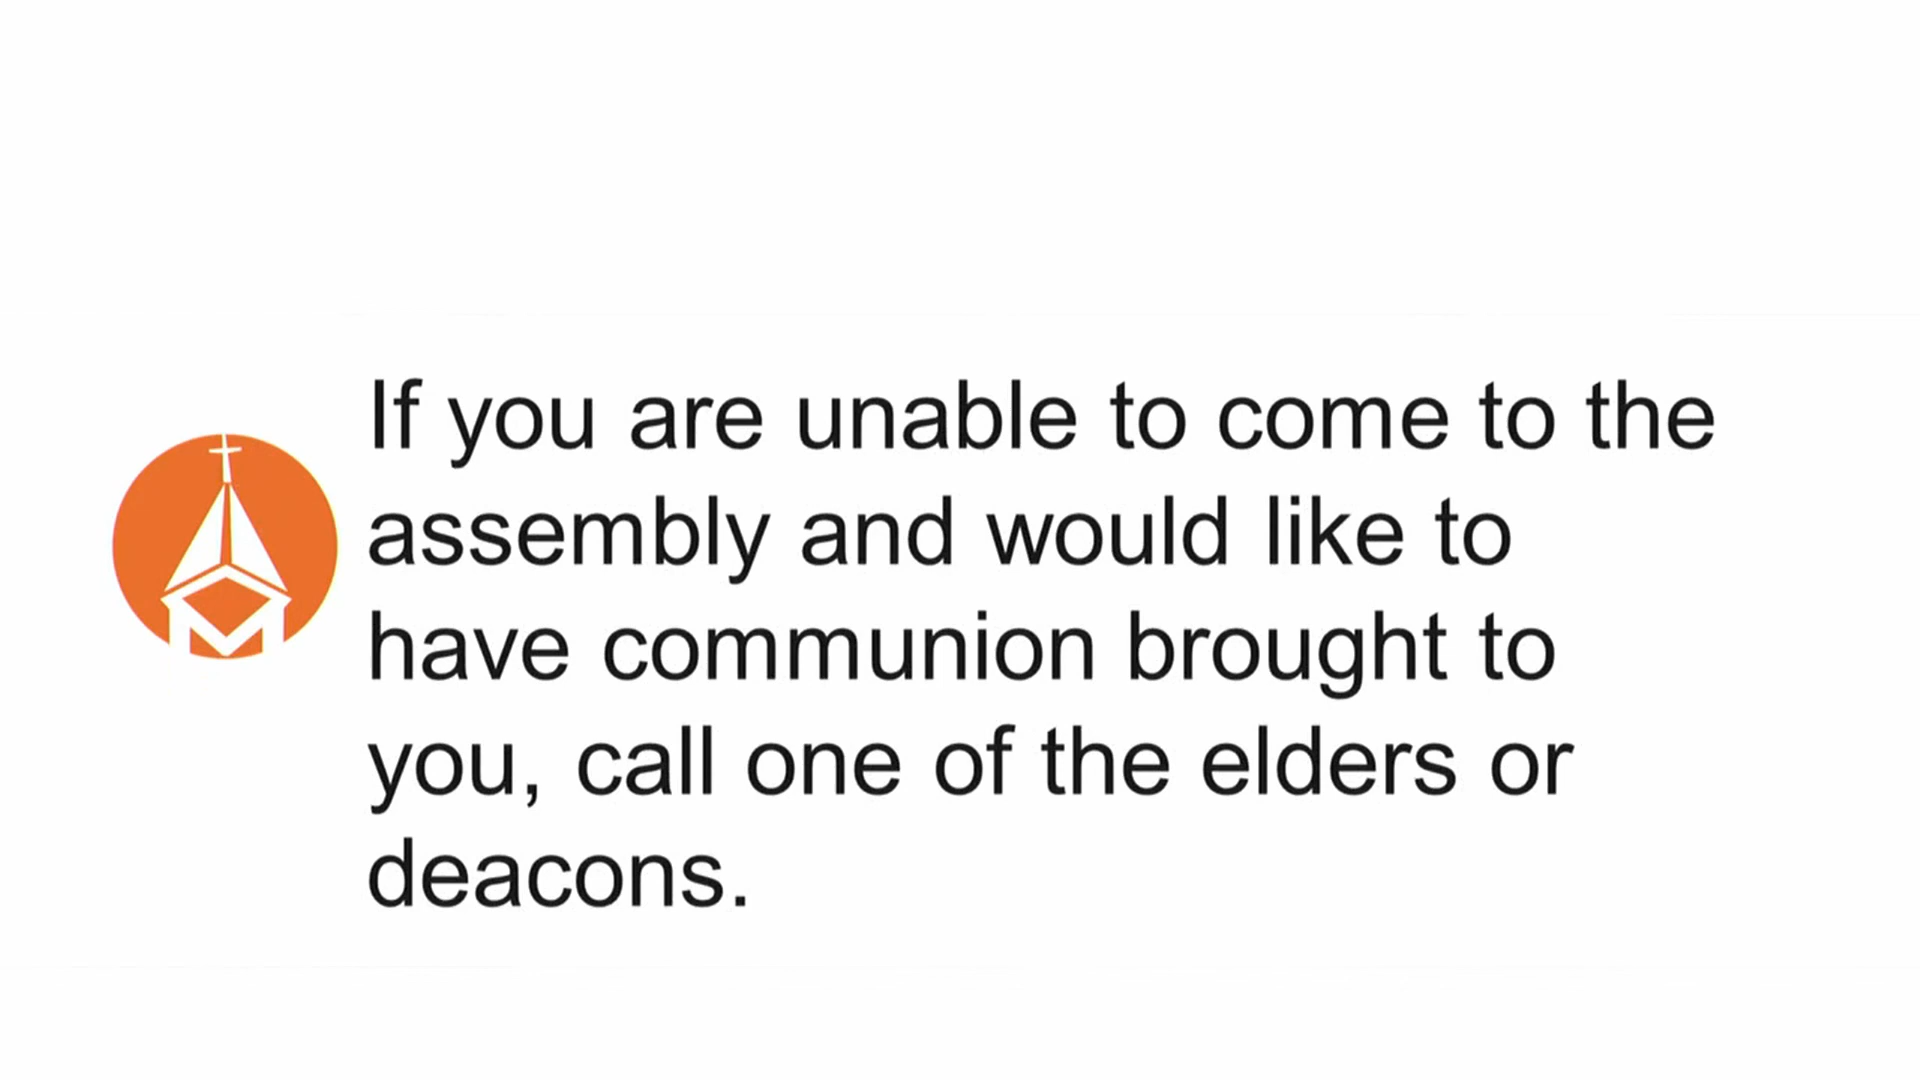 If you are unable to come to the
assembly and would like to
have communion brought to
you, call one of the elders or
deacons.